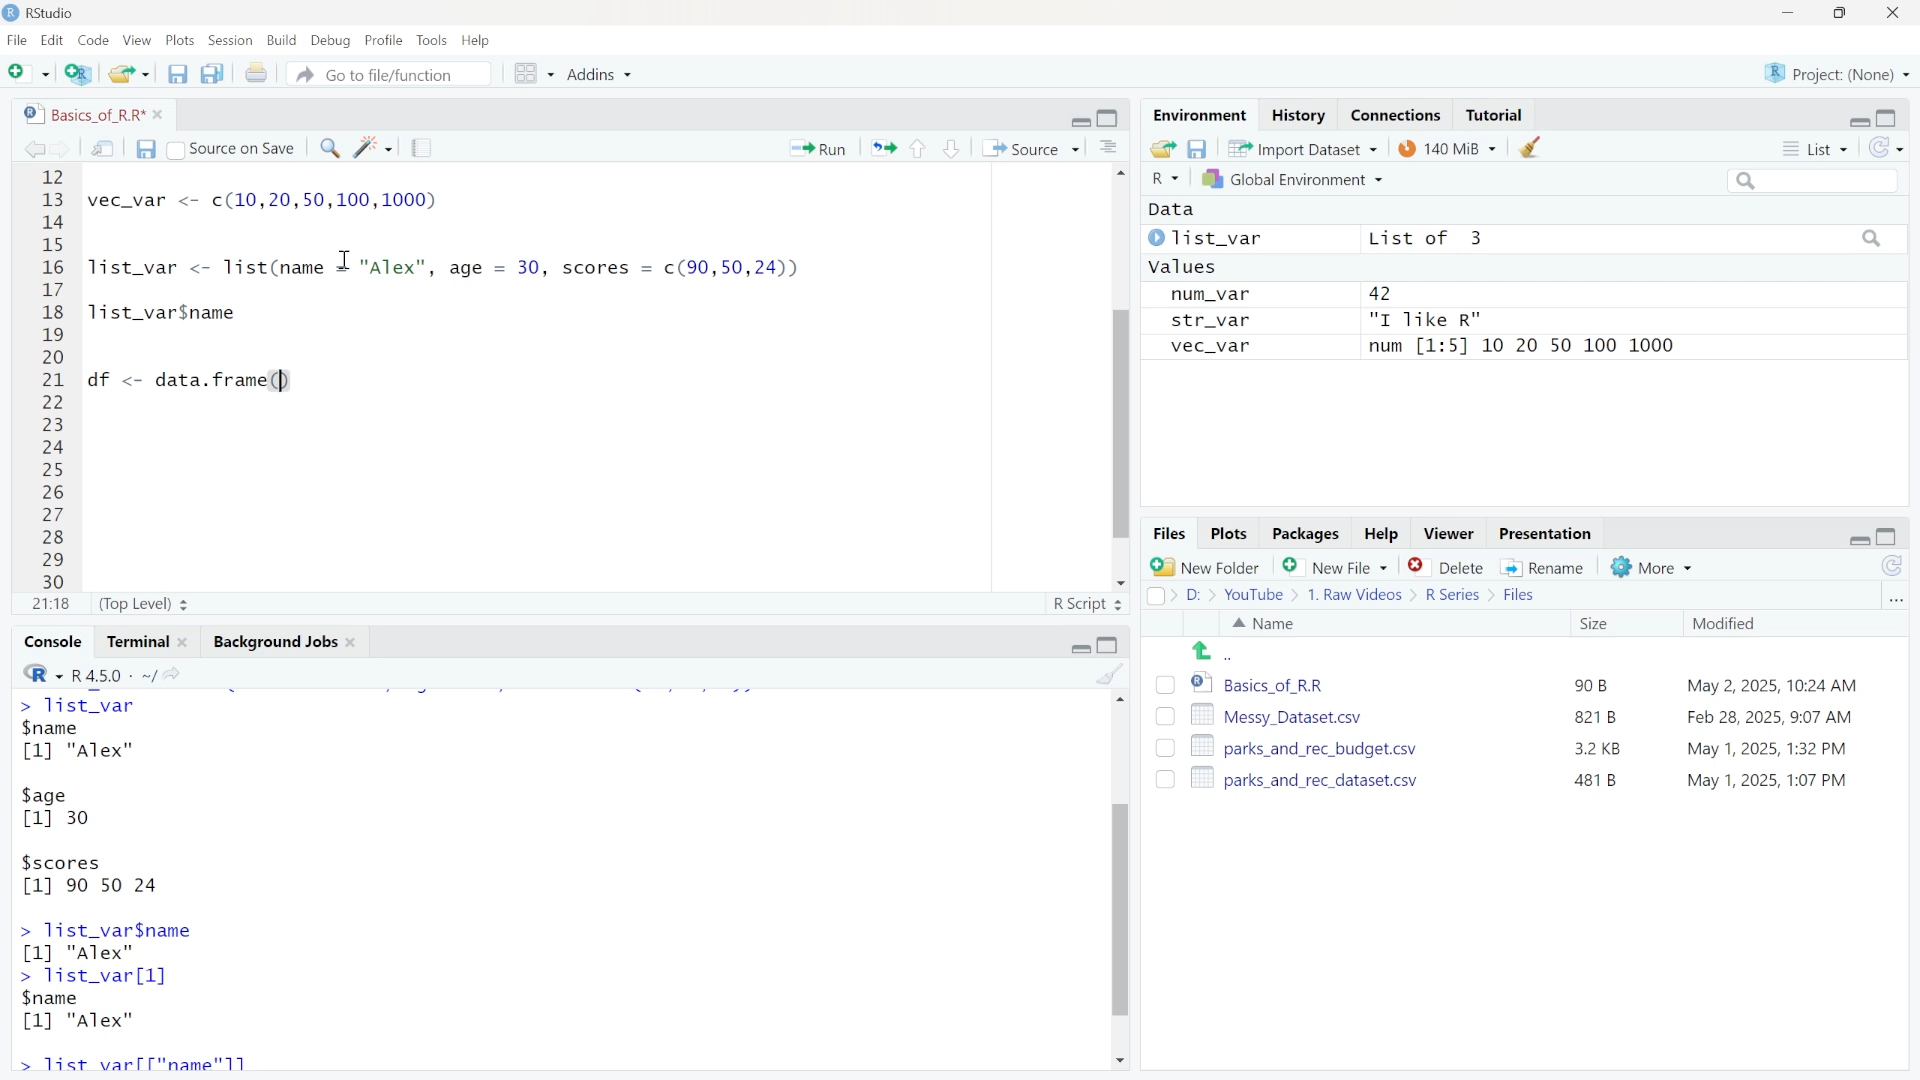 RStudio
File Edit Code View Plots Session Build Debug Profile Tools Help
Go to file/function Addins Project: (None)
Basics_of_R.R*
Source on Save Run Source
12
13 vec_var <- c(10,20,50,100,1000)
14
15
16 list_var <- list(name = "Alex", age = 30, scores = c(90,50,24))
17
18 list_var$name
19
20
21 df <- data.frame()
22
23
24
25
26
27
28
29
30
21:18 (Top Level) R Script
Console Terminal Background Jobs
R 4.5.0 · ~/
> list_var
$name
[1] "Alex"
$age
[1] 30
$scores
[1] 90 50 24
> list_var$name
[1] "Alex"
> list_var[1]
$name
[1] "Alex"
> list_var[["name"]]
Environment History Connections Tutorial
Import Dataset 140 MiB List
R Global Environment
Data
list_var List of 3
Values
num_var 42
str_var "I like R"
vec_var num [1:5] 10 20 50 100 1000
Files Plots Packages Help Viewer Presentation
New Folder New File Delete Rename More
D: YouTube 1. Raw Videos R Series Files ...
Name Size Modified
..
Basics_of_R.R 90 B May 2, 2025, 10:24 AM
Messy_Dataset.csv 821 B Feb 28, 2025, 9:07 AM
parks_and_rec_budget.csv 3.2 KB May 1, 2025, 1:32 PM
parks_and_rec_dataset.csv 481 B May 1, 2025, 1:07 PM